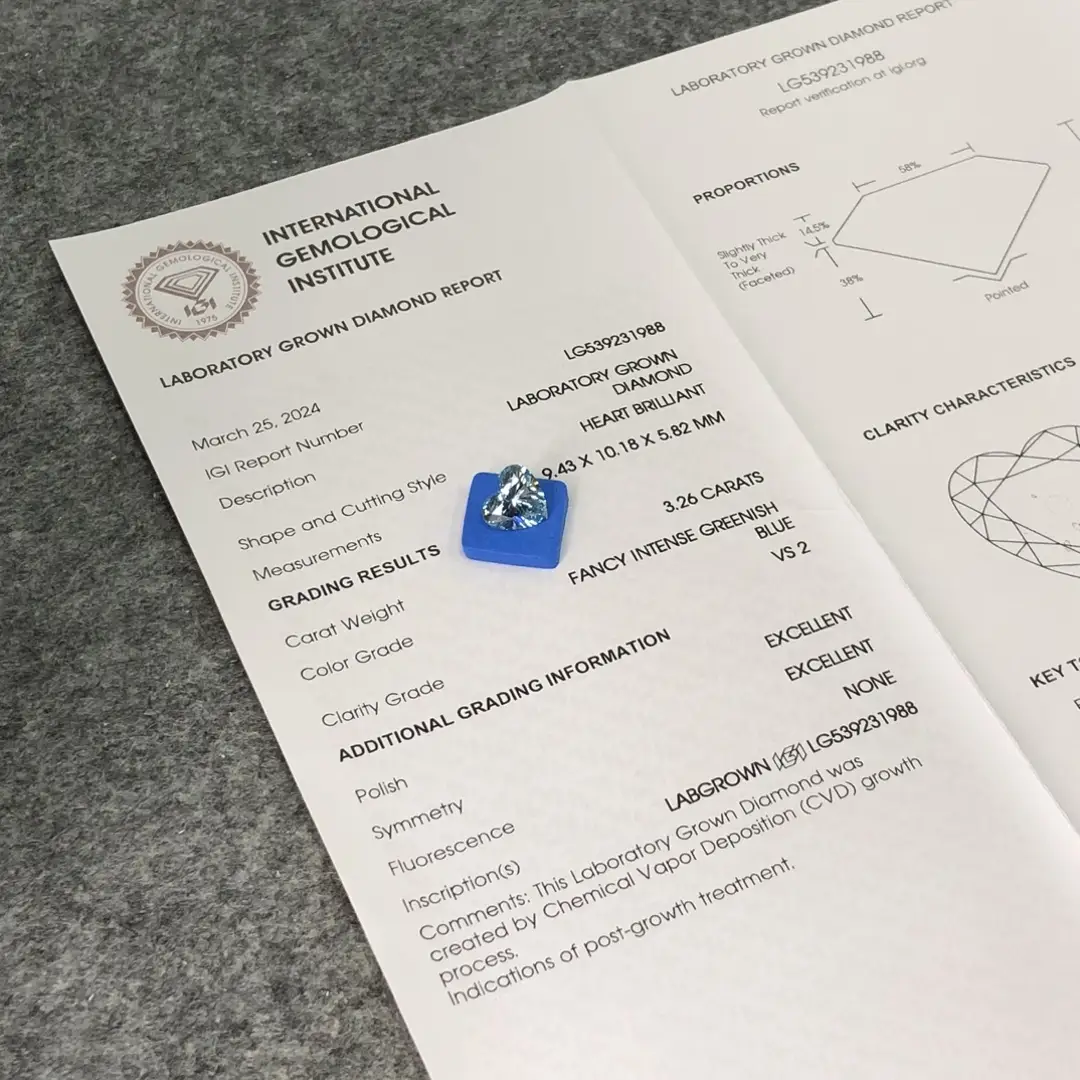 INTERNATIONAL
GEMOLOGICAL
INSTITUTE
INTERNATIONAL GEMOLOGICAL INSTITUTE
IGI
1975
LABORATORY GROWN DIAMOND REPORT
March 25, 2024
IGI Report Number LG539231988
Description LABORATORY GROWN
DIAMOND
Shape and Cutting Style HEART BRILLIANT
Measurements 9.43 X 10.18 X 5.82 MM
GRADING RESULTS
Carat Weight 3.26 CARATS
Color Grade FANCY INTENSE GREENISH
BLUE
Clarity Grade VS 2
ADDITIONAL GRADING INFORMATION
Polish EXCELLENT
Symmetry EXCELLENT
Fluorescence NONE
Inscription(s) LABGROWN IGI LG539231988
Comments: This Laboratory Grown Diamond was
created by Chemical Vapor Deposition (CVD) growth
process.
Indications of post-growth treatment.
LABORATORY GROWN DIAMOND REPORT
LG539231988
Report verification at igi.org
PROPORTIONS
58%
14.5%
Slightly Thick
To Very
Thick
(Faceted)
38%
Pointed
CLARITY CHARACTERISTICS
KEY